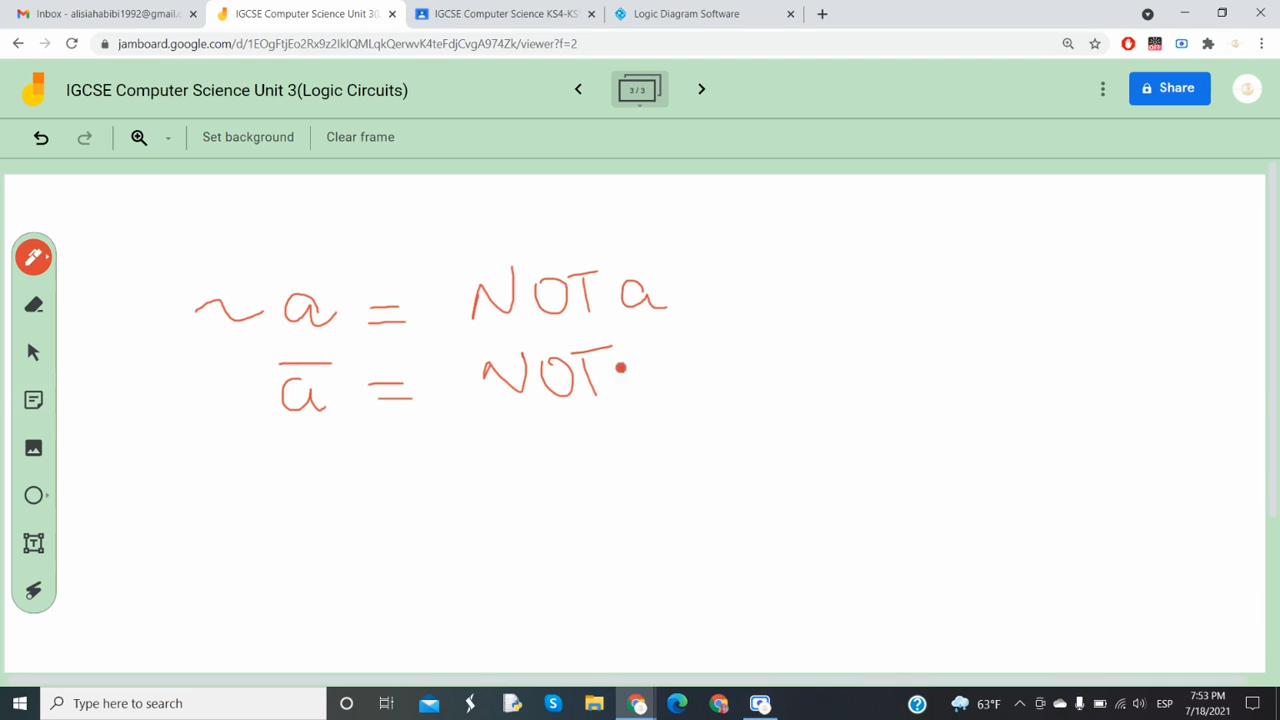 Inbox - alisiahabibi1992@gmail.c
IGCSE Computer Science Unit 3(
IGCSE Computer Science KS4-KS
Logic Diagram Software
jamboard.google.com/d/1EOgFtjEo2Rx9z2IkIQMLqkQerwvK4teFdjCvgA974Zk/viewer?f=2
IGCSE Computer Science Unit 3(Logic Circuits)
3 / 3
Share
Set background
Clear frame
~ a = NOT a
a̅ = NOT
Type here to search
63°F
ESP
7:53 PM
7/18/2021